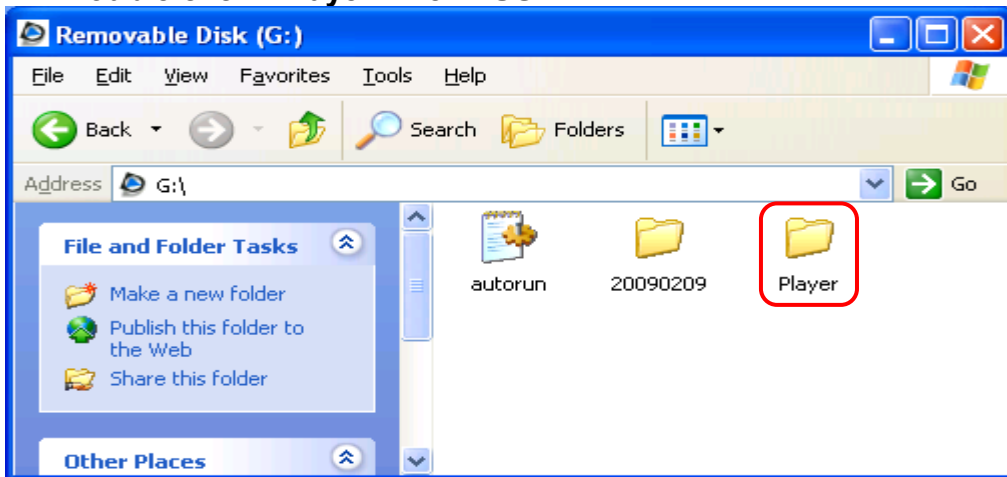 Removable Disk (G:)
File Edit View Favorites Tools Help
Back Search Folders
Address G:\ Go
File and Folder Tasks
Make a new folder
Publish this folder to
the Web
Share this folder
Other Places
autorun 20090209 Player